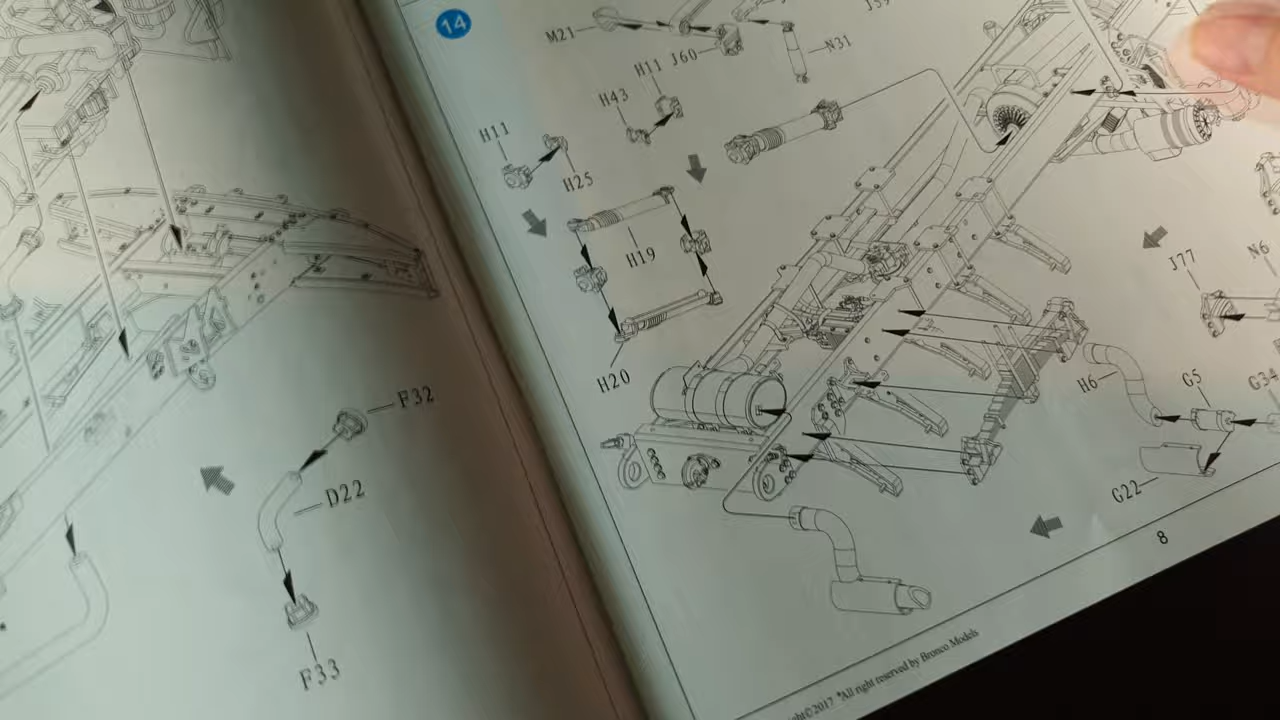 14
M21
J60
N31
H11
H43
H11
H25
H19
H20
F32
D22
F33
J77
N6
H6
G5
G34
G22
8
©2017 All right reserved by Bronco Models